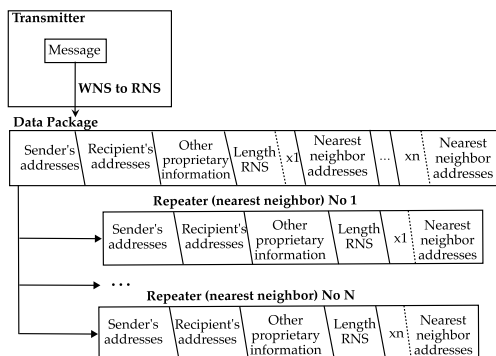 Transmitter
Message
WNS to RNS
Data Package
Sender's
addresses
Recipient's
addresses
Other
proprietary
information
Length
RNS
x1
Nearest
neighbor
addresses
...
xn
Nearest
neighbor
addresses
Repeater (nearest neighbor) No 1
Sender's
addresses
Recipient's
addresses
Other
proprietary
information
Length
RNS
x1
Nearest
neighbor
addresses
...
Repeater (nearest neighbor) No N
Sender's
addresses
Recipient's
addresses
Other
proprietary
information
Length
RNS
xn
Nearest
neighbor
addresses